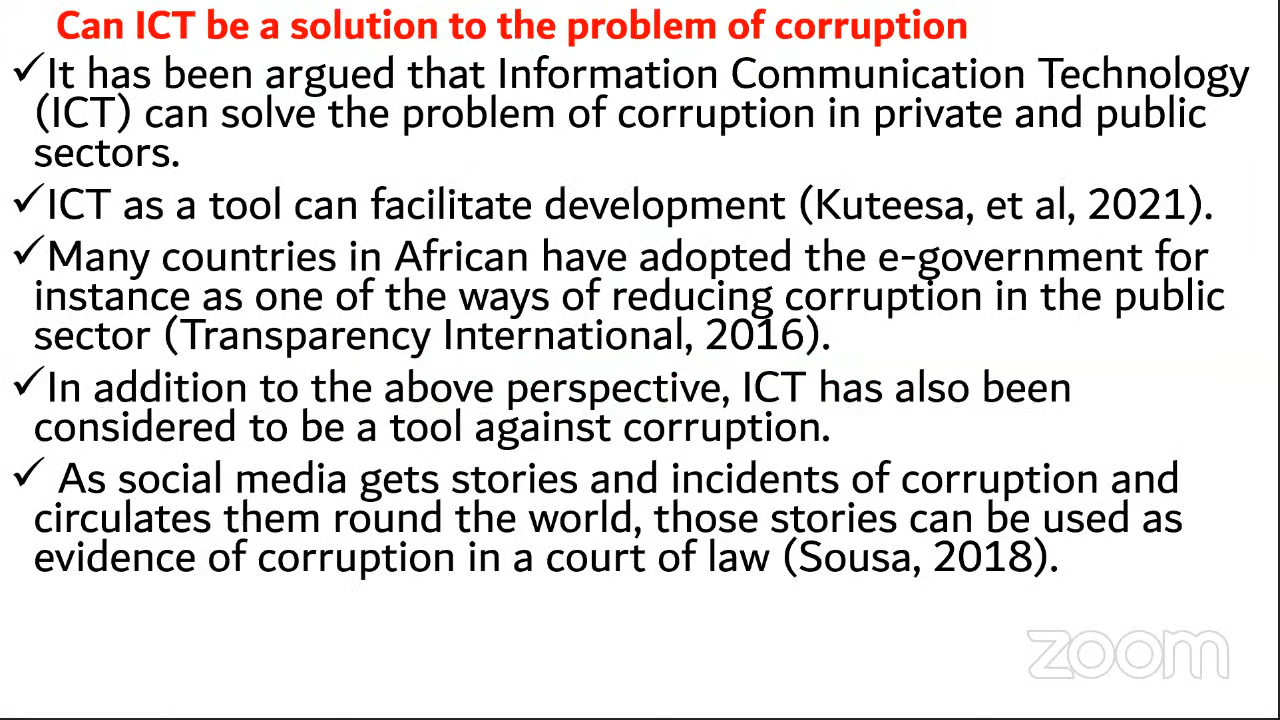 Can ICT be a solution to the problem of corruption
✓It has been argued that Information Communication Technology
(ICT) can solve the problem of corruption in private and public
sectors.
✓ICT as a tool can facilitate development (Kuteesa, et al, 2021).
✓Many countries in African have adopted the e-government for
instance as one of the ways of reducing corruption in the public
sector (Transparency International, 2016).
✓In addition to the above perspective, ICT has also been
considered to be a tool against corruption.
✓ As social media gets stories and incidents of corruption and
circulates them round the world, those stories can be used as
evidence of corruption in a court of law (Sousa, 2018).
zoom